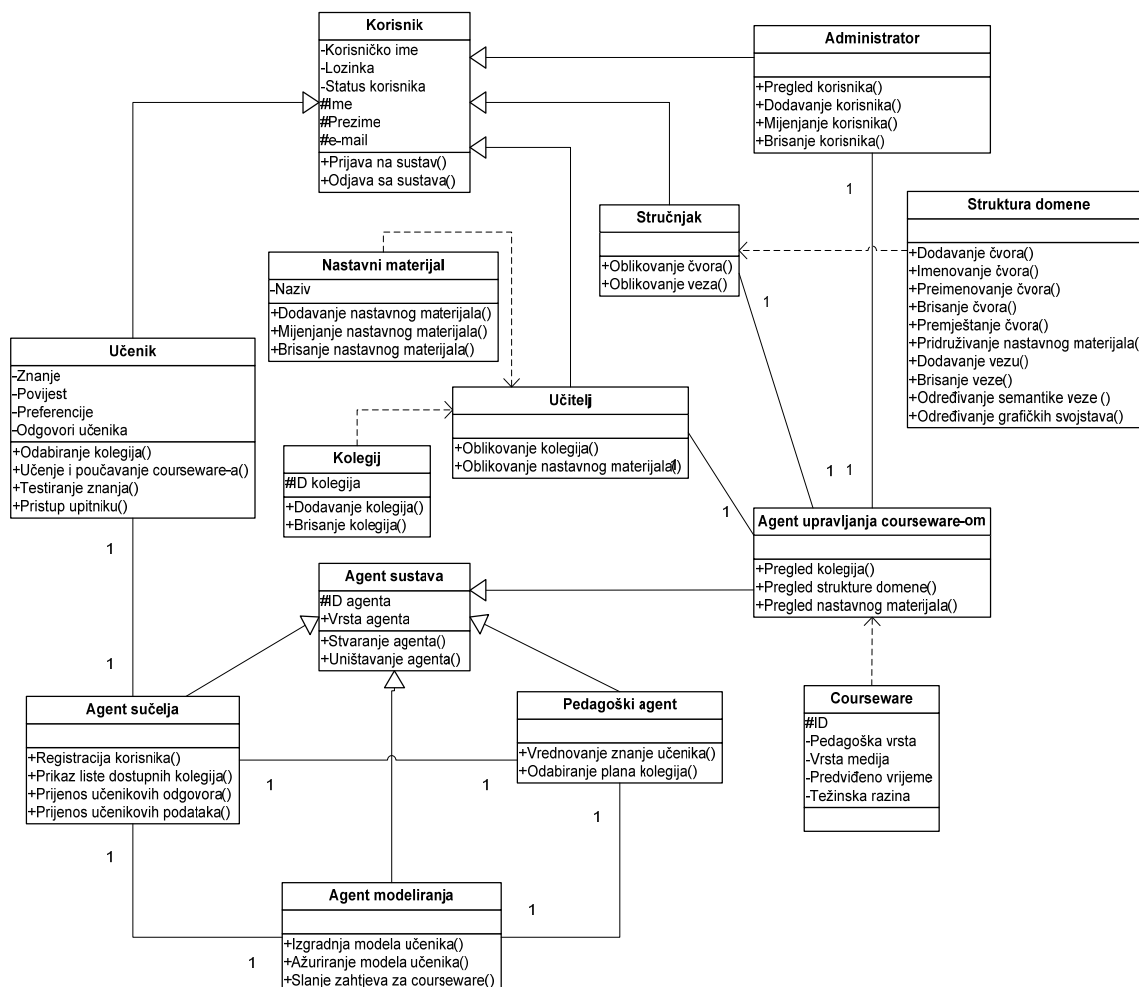 Korisnik
-Korisničko ime
-Lozinka
-Status korisnika
#Ime
#Prezime
#e-mail
+Prijava na sustav()
+Odjava sa sustava()
Administrator
+Pregled korisnika()
+Dodavanje korisnika()
+Mijenjanje korisnika()
+Brisanje korisnika()
1
Stručnjak
+Oblikovanje čvora()
+Oblikovanje veza()
1
Struktura domene
+Dodavanje čvora()
+Imenovanje čvora()
+Preimenovanje čvora()
+Brisanje čvora()
+Premještanje čvora()
+Pridruživanje nastavnog materijala()
+Dodavanje vezu()
+Brisanje veze()
+Određivanje semantike veze ()
+Određivanje grafičkih svojstava()
Nastavni materijal
-Naziv
+Dodavanje nastavnog materijala()
+Mijenjanje nastavnog materijala()
+Brisanje nastavnog materijala()
Učenik
-Znanje
-Povijest
-Preferencije
-Odgovori učenika
+Odabiranje kolegija()
+Učenje i poučavanje courseware-a()
+Testiranje znanja()
+Pristup upitniku()
1
Učitelj
+Oblikovanje kolegija()
+Oblikovanje nastavnog materijala()
1
Kolegij
#ID kolegija
+Dodavanje kolegija()
+Brisanje kolegija()
1
1
1
Agent upravljanja courseware-om
+Pregled kolegija()
+Pregled strukture domene()
+Pregled nastavnog materijala()
Agent sustava
#ID agenta
+Vrsta agenta
+Stvaranje agenta()
+Uništavanje agenta()
1
Agent sučelja
+Registracija korisnika()
+Prikaz liste dostupnih kolegija()
+Prijenos učenikovih odgovora()
+Prijenos učenikovih podataka()
1
1
Pedagoški agent
+Vrednovanje znanje učenika()
+Odabiranje plana kolegija()
1
Courseware
#ID
-Pedagoška vrsta
-Vrsta medija
-Predviđeno vrijeme
-Težinska razina
1
Agent modeliranja
+Izgradnja modela učenika()
+Ažuriranje modela učenika()
+Slanje zahtjeva za courseware()
1
1